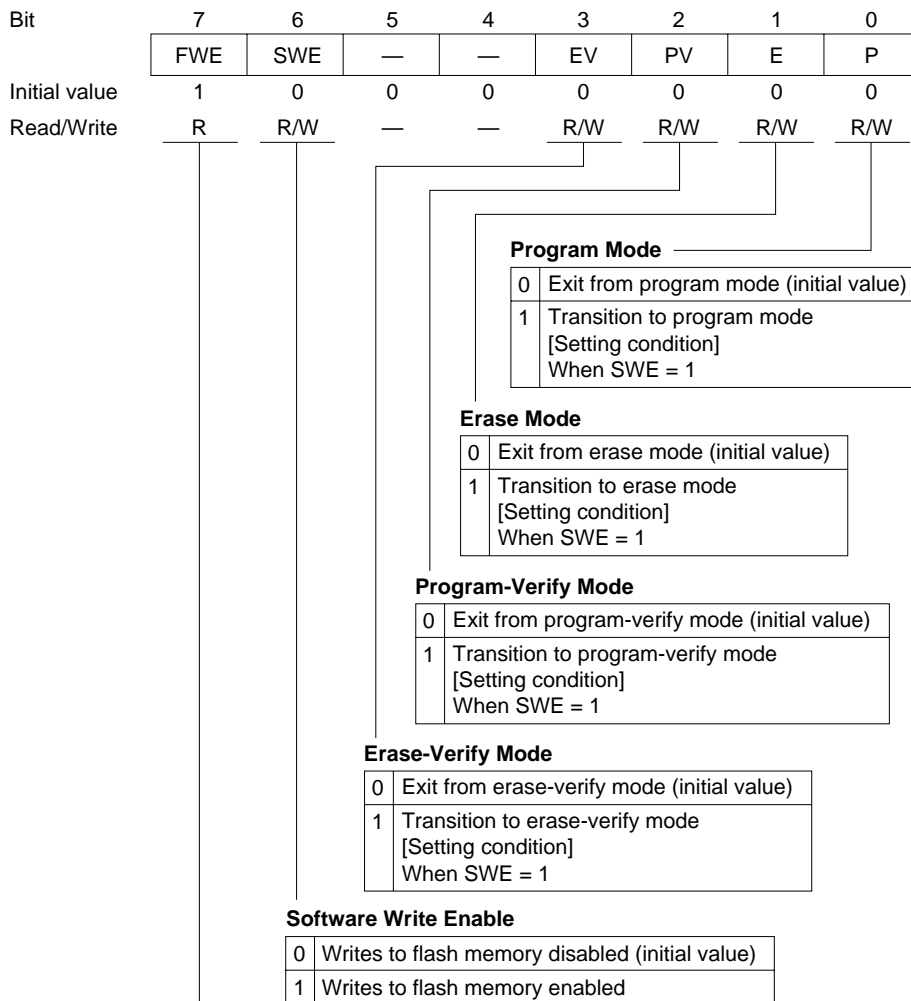 Bit 7 6 5 4 3 2 1 0
FWE SWE — — EV PV E P
Initial value 1 0 0 0 0 0 0 0
Read/Write R R/W — — R/W R/W R/W R/W
Program Mode
0 Exit from program mode (initial value)
1 Transition to program mode
[Setting condition]
When SWE = 1
Erase Mode
0 Exit from erase mode (initial value)
1 Transition to erase mode
[Setting condition]
When SWE = 1
Program-Verify Mode
0 Exit from program-verify mode (initial value)
1 Transition to program-verify mode
[Setting condition]
When SWE = 1
Erase-Verify Mode
0 Exit from erase-verify mode (initial value)
1 Transition to erase-verify mode
[Setting condition]
When SWE = 1
Software Write Enable
0 Writes to flash memory disabled (initial value)
1 Writes to flash memory enabled